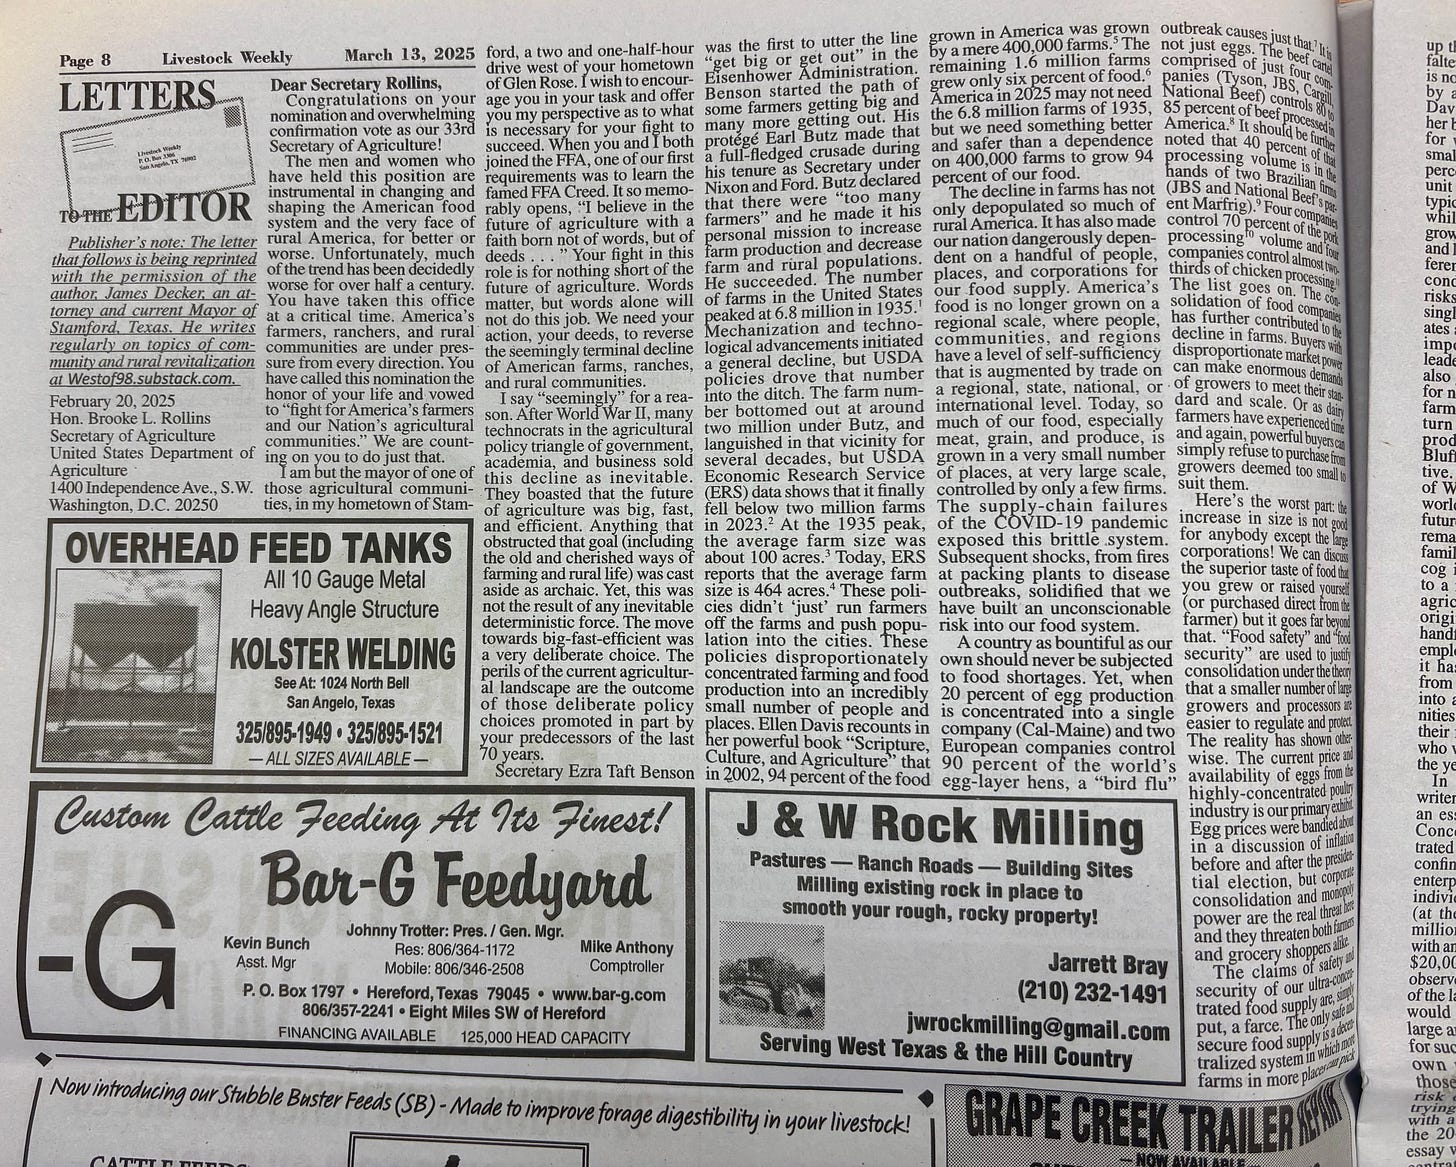 Page 8 Livestock Weekly March 13, 2025
LETTERS
Livestock Weekly
P. O. Box 3306
San Angelo, TX 76902
TO THE EDITOR
Publisher's note: The letter
that follows is being reprinted
with the permission of the
author, James Decker, an at-
torney and current Mayor of
Stamford, Texas. He writes
regularly on topics of com-
munity and rural revitalization
at Westof98.substack.com.
February 20, 2025
Hon. Brooke L. Rollins
Secretary of Agriculture
United States Department of
Agriculture
1400 Independence Ave., S.W.
Washington, D.C. 20250
Dear Secretary Rollins,
Congratulations on your
nomination and overwhelming
confirmation vote as our 33rd
Secretary of Agriculture!
The men and women who
have held this position are
instrumental in changing and
shaping the American food
system and the very face of
rural America, for better or
worse. Unfortunately, much
of the trend has been decidedly
worse for over half a century.
You have taken this office
at a critical time. America's
farmers, ranchers, and rural
communities are under pres-
sure from every direction. You
have called this nomination the
honor of your life and vowed
to "fight for America's farmers
and our Nation's agricultural
communities." We are count-
ing on you to do just that.
I am but the mayor of one of
those agricultural communi-
ties, in my hometown of Stam-
ford, a two and one-half-hour
drive west of your hometown
of Glen Rose. I wish to encour-
age you in your task and offer
you my perspective as to what
is necessary for your fight to
succeed. When you and I both
joined the FFA, one of our first
requirements was to learn the
famed FFA Creed. It so memo-
rably opens, "I believe in the
future of agriculture with a
faith born not of words, but of
deeds . . . " Your fight in this
role is for nothing short of the
future of agriculture. Words
matter, but words alone will
not do this job. We need your
action, your deeds, to reverse
the seemingly terminal decline
of American farms, ranches,
and rural communities.
I say "seemingly" for a rea-
son. After World War II, many
technocrats in the agricultural
policy triangle of government,
academia, and business sold
this decline as inevitable.
They boasted that the future
of agriculture was big, fast,
and efficient. Anything that
obstructed that goal (including
the old and cherished ways of
farming and rural life) was cast
aside as archaic. Yet, this was
not the result of any inevitable
deterministic force. The move
towards big-fast-efficient was
a very deliberate choice. The
perils of the current agricultur-
al landscape are the outcome
of those deliberate policy
choices promoted in part by
your predecessors of the last
70 years.
Secretary Ezra Taft Benson
was the first to utter the line
"get big or get out" in the
Eisenhower Administration.
Benson started the path of
some farmers getting big and
many more getting out. His
protégé Earl Butz made that
a full-fledged crusade during
his tenure as Secretary under
Nixon and Ford. Butz declared
that there were "too many
farmers" and he made it his
personal mission to increase
farm production and decrease
farm and rural populations.
He succeeded. The number
of farms in the United States
peaked at 6.8 million in 1935.¹
Mechanization and techno-
logical advancements initiated
a general decline, but USDA
policies drove that number
into the ditch. The farm num-
ber bottomed out at around
two million under Butz, and
languished in that vicinity for
several decades, but USDA
Economic Research Service
(ERS) data shows that it finally
fell below two million farms
in 2023.² At the 1935 peak,
the average farm size was
about 100 acres.³ Today, ERS
reports that the average farm
size is 464 acres.⁴ These poli-
cies didn't 'just' run farmers
off the farms and push popu-
lation into the cities. These
policies disproportionately
concentrated farming and food
production into an incredibly
small number of people and
places. Ellen Davis recounts in
her powerful book "Scripture,
Culture, and Agriculture" that
in 2002, 94 percent of the food
grown in America was grown
by a mere 400,000 farms.⁵ The
remaining 1.6 million farms
grew only six percent of food.⁶
America in 2025 may not need
the 6.8 million farms of 1935,
but we need something better
and safer than a dependence
on 400,000 farms to grow 94
percent of our food.
The decline in farms has not
only depopulated so much of
rural America. It has also made
our nation dangerously depen-
dent on a handful of people,
places, and corporations for
our food supply. America's
food is no longer grown on a
regional scale, where people,
communities, and regions
have a level of self-sufficiency
that is augmented by trade on
a regional, state, national, or
international level. Today, so
much of our food, especially
meat, grain, and produce, is
grown in a very small number
of places, at very large scale,
controlled by only a few firms.
The supply-chain failures
of the COVID-19 pandemic
exposed this brittle system.
Subsequent shocks, from fires
at packing plants to disease
outbreaks, solidified that we
have built an unconscionable
risk into our food system.
A country as bountiful as our
own should never be subjected
to food shortages. Yet, when
20 percent of egg production
is concentrated into a single
company (Cal-Maine) and two
European companies control
90 percent of the world's
egg-layer hens, a "bird flu"
outbreak causes just that.⁷ It is
not just eggs. The beef cartel
comprised of just four com-
panies (Tyson, JBS, Cargill,
National Beef) controls 80 to
85 percent of beef processed in
America.⁸ It should be further
noted that 40 percent of that
processing volume is in the
hands of two Brazilian firms
(JBS and National Beef's par-
ent Marfrig).⁹ Four companies
control 70 percent of the pork
processing¹⁰ volume and four
companies control almost two-
thirds of chicken processing.¹¹
The list goes on. The con-
solidation of food companies
has further contributed to the
decline in farms. Buyers with
disproportionate market power
can make enormous demands
of growers to meet their stan-
dard and scale. Or as dairy
farmers have experienced time
and again, powerful buyers can
simply refuse to purchase from
growers deemed too small to
suit them.
Here's the worst part: the
increase in size is not good
for anybody except the large
corporations! We can discuss
the superior taste of food that
you grew or raised yourself
(or purchased direct from the
farmer) but it goes far beyond
that. "Food safety" and "food
security" are used to justify
consolidation under the theory
that a smaller number of large
growers and processors are
easier to regulate and protect.
The reality has shown other-
wise. The current price and
availability of eggs from the
highly-concentrated poultry
industry is our primary exhibit.
Egg prices were bandied about
in a discussion of inflation
before and after the presiden-
tial election, but corporate
consolidation and monopoly
power are the real threat here
and they threaten both farmers
and grocery shoppers alike.
The claims of safety and
security of our ultra-concen-
trated food supply are, simply
put, a farce. The only safe and
secure food supply is a decen-
tralized system in which more
farms in more places can pick
OVERHEAD FEED TANKS
All 10 Gauge Metal
Heavy Angle Structure
KOLSTER WELDING
See At: 1024 North Bell
San Angelo, Texas
325/895-1949 • 325/895-1521
— ALL SIZES AVAILABLE —
Custom Cattle Feeding At Its Finest!
-G
Bar-G Feedyard
Johnny Trotter: Pres. / Gen. Mgr.
Res: 806/364-1172
Mobile: 806/346-2508
Kevin Bunch
Asst. Mgr
Mike Anthony
Comptroller
P. O. Box 1797 • Hereford, Texas 79045 • www.bar-g.com
806/357-2241 • Eight Miles SW of Hereford
FINANCING AVAILABLE 125,000 HEAD CAPACITY
J & W Rock Milling
Pastures — Ranch Roads — Building Sites
Milling existing rock in place to
smooth your rough, rocky property!
Jarrett Bray
(210) 232-1491
jwrockmilling@gmail.com
Serving West Texas & the Hill Country
Now introducing our Stubble Buster Feeds (SB) - Made to improve forage digestibility in your livestock!
CATTLE FEEDS
GRAPE CREEK TRAILER REPAIR
— NOW AVAILABLE